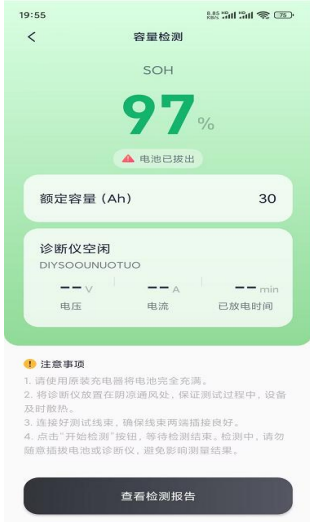 19:55
8.85 KB/s HD HD 75
容量检测
SOH
97%
电池已拔出
额定容量 (Ah) 30
诊断仪空闲
DIYSOOUNUOTUO
-- V -- A -- min
电压 电流 已放电时间
注意事项
1. 请使用原装充电器将电池完全充满。
2. 将诊断仪放置在阴凉通风处，保证测试过程中，设备
及时散热。
3. 连接好测试线束，确保线束两端插接良好。
4. 点击“开始检测”按钮，等待检测结束。检测中，请勿
随意插拔电池或诊断仪，避免影响测量结果。
查看检测报告